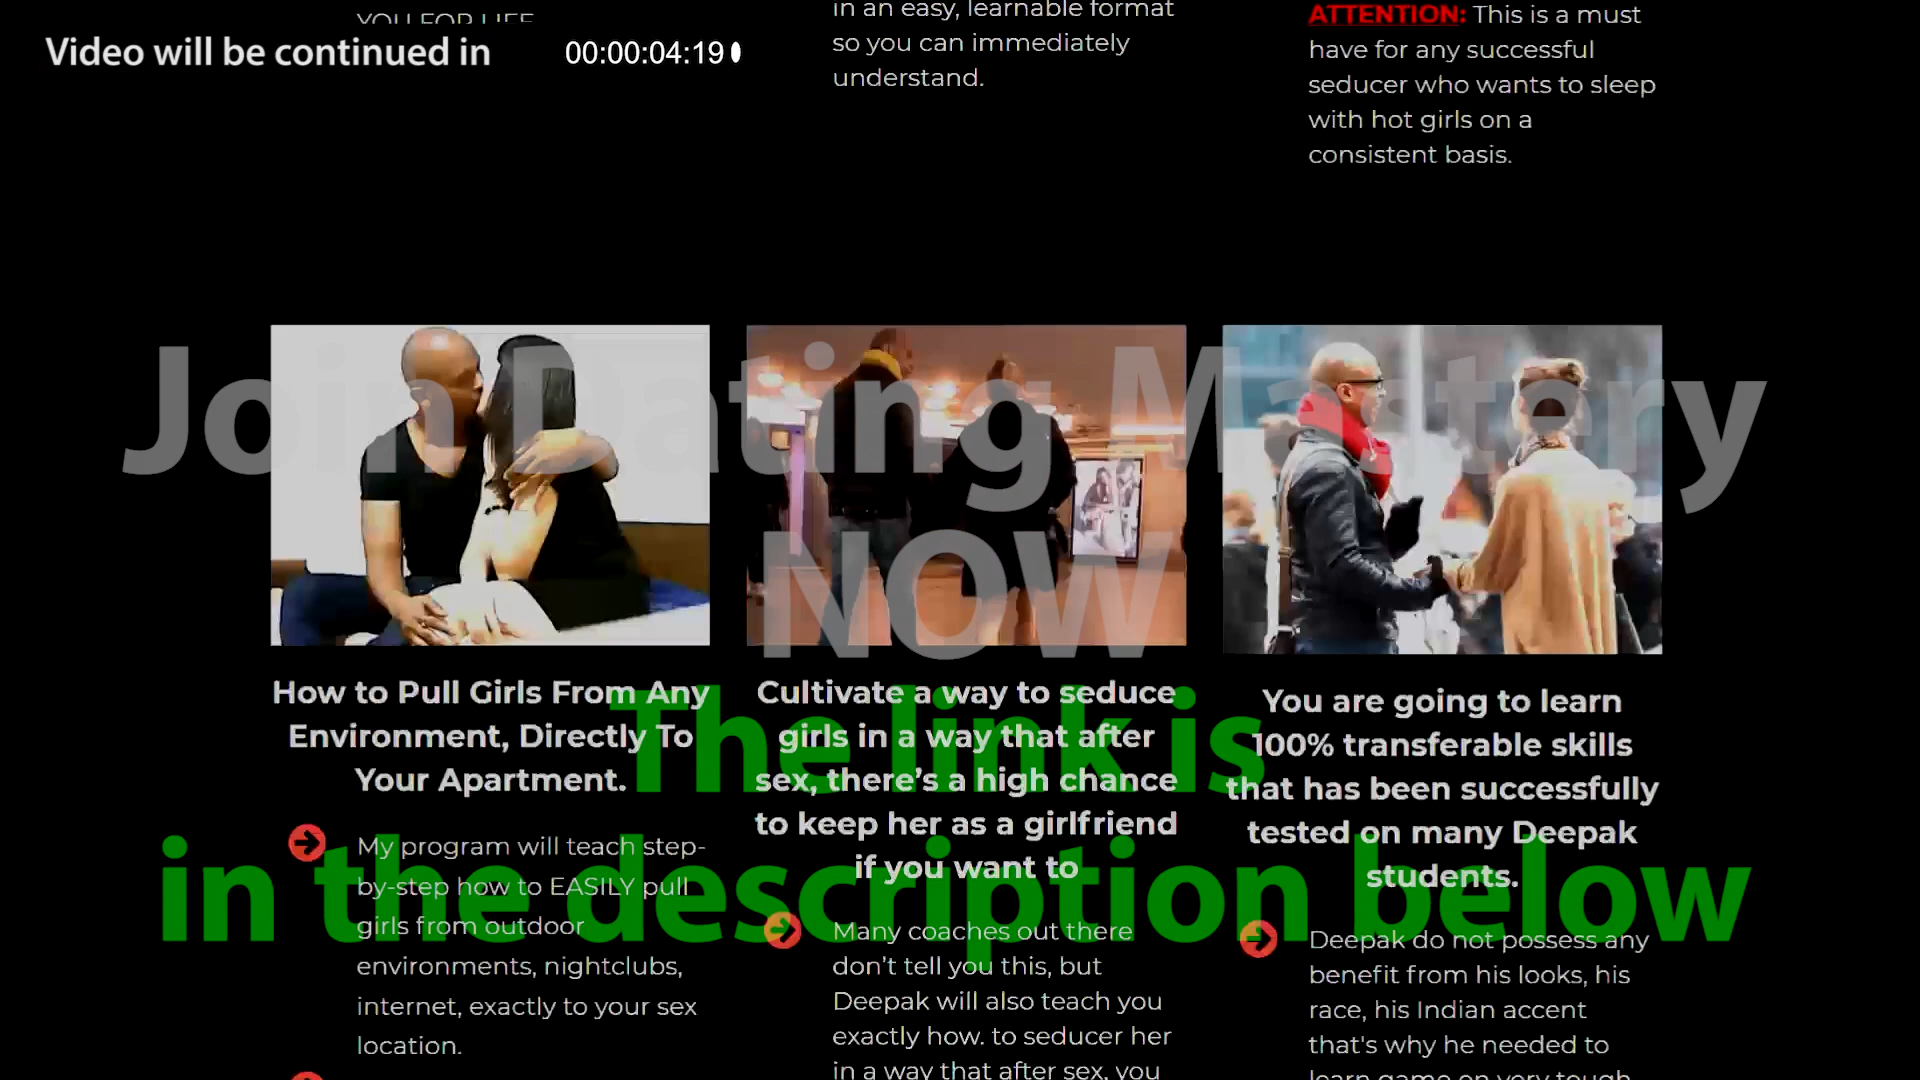 YOU FOR LIFE
Video will be continued in 00:00:04:19
in an easy, learnable format
so you can immediately
understand.
ATTENTION: This is a must
have for any successful
seducer who wants to sleep
with hot girls on a
consistent basis.
Join Dating Mastery
NOW
The link is
in the description below
How to Pull Girls From Any
Environment, Directly To
Your Apartment.
My program will teach step-
by-step how to EASILY pull
girls from outdoor
environments, nightclubs,
internet, exactly to your sex
location.
Cultivate a way to seduce
girls in a way that after
sex, there's a high chance
to keep her as a girlfriend
if you want to
Many coaches out there
don't tell you this, but
Deepak will also teach you
exactly how. to seducer her
in a way that after sex, you
You are going to learn
100% transferable skills
that has been successfully
tested on many Deepak
students.
Deepak do not possess any
benefit from his looks, his
race, his Indian accent
that's why he needed to
learn game on very tough